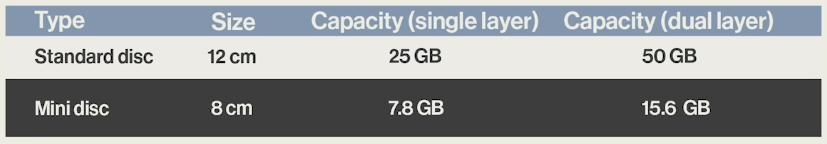 Type Size Capacity (single layer) Capacity (dual layer)
Standard disc 12 cm 25 GB 50 GB
Mini disc 8 cm 7.8 GB 15.6 GB